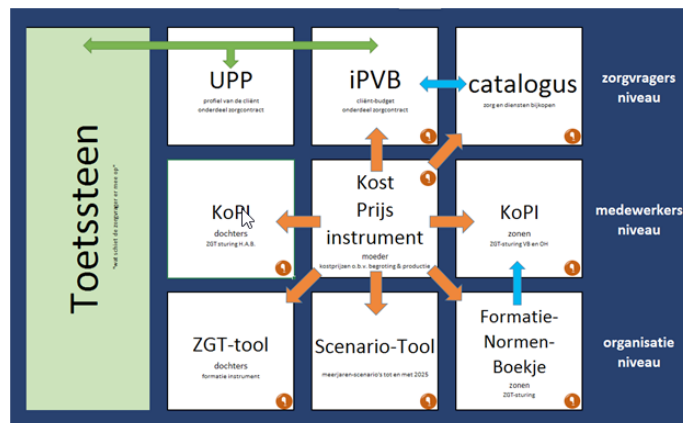 Toetssteen
"wat schiet de zorgvrager er mee op"
UPP
profiel van de cliënt
onderdeel zorgcontract
iPVB
cliënt-budget
onderdeel zorgcontract
catalogus
zorg en diensten bijkopen
zorgvragers
niveau
KoPI
dochters
ZGT-sturing H.A.B.
Kost
Prijs
instrument
moeder
kostprijzen o.b.v. begroting & productie
KoPI
zonen
ZGT-sturing VB en OH
medewerkers
niveau
ZGT-tool
dochters
formatie instrument
Scenario-Tool
meerjaren-scenario's tot en met 2025
Formatie-
Normen-
Boekje
zonen
ZGT-sturing
organisatie
niveau